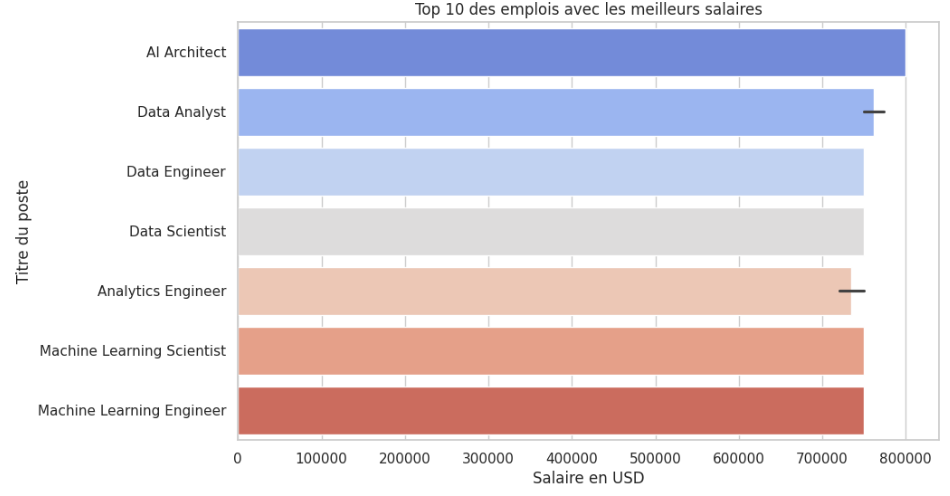 Top 10 des emplois avec les meilleurs salaires
Titre du poste
AI Architect
Data Analyst
Data Engineer
Data Scientist
Analytics Engineer
Machine Learning Scientist
Machine Learning Engineer
0 100000 200000 300000 400000 500000 600000 700000 800000
Salaire en USD